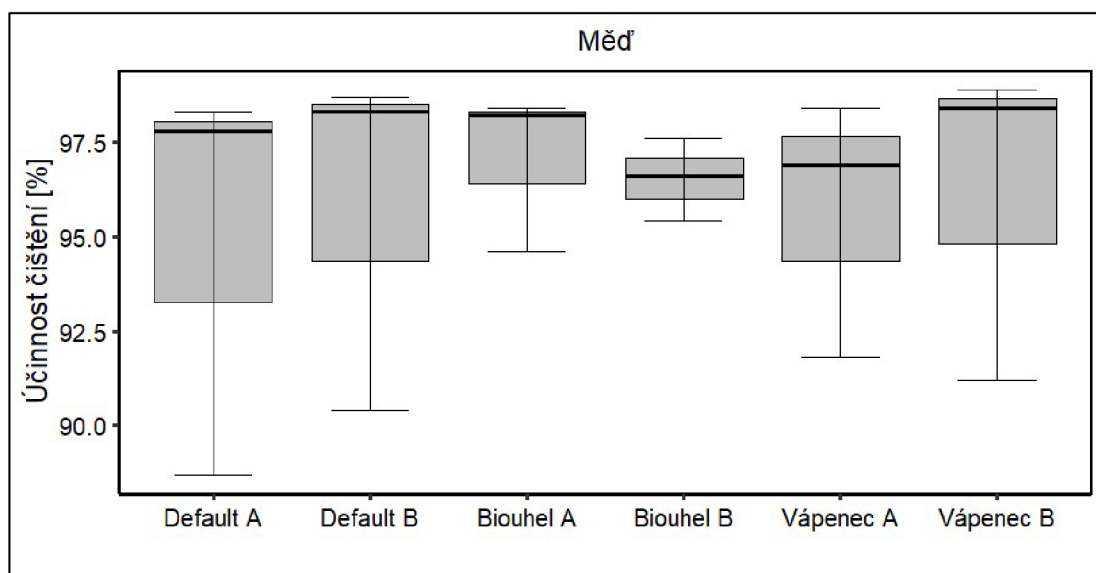 Měď
Účinnost čištění [%]
97.5
95.0
92.5
90.0
Default A Default B Biouhel A Biouhel B Vápenec A Vápenec B